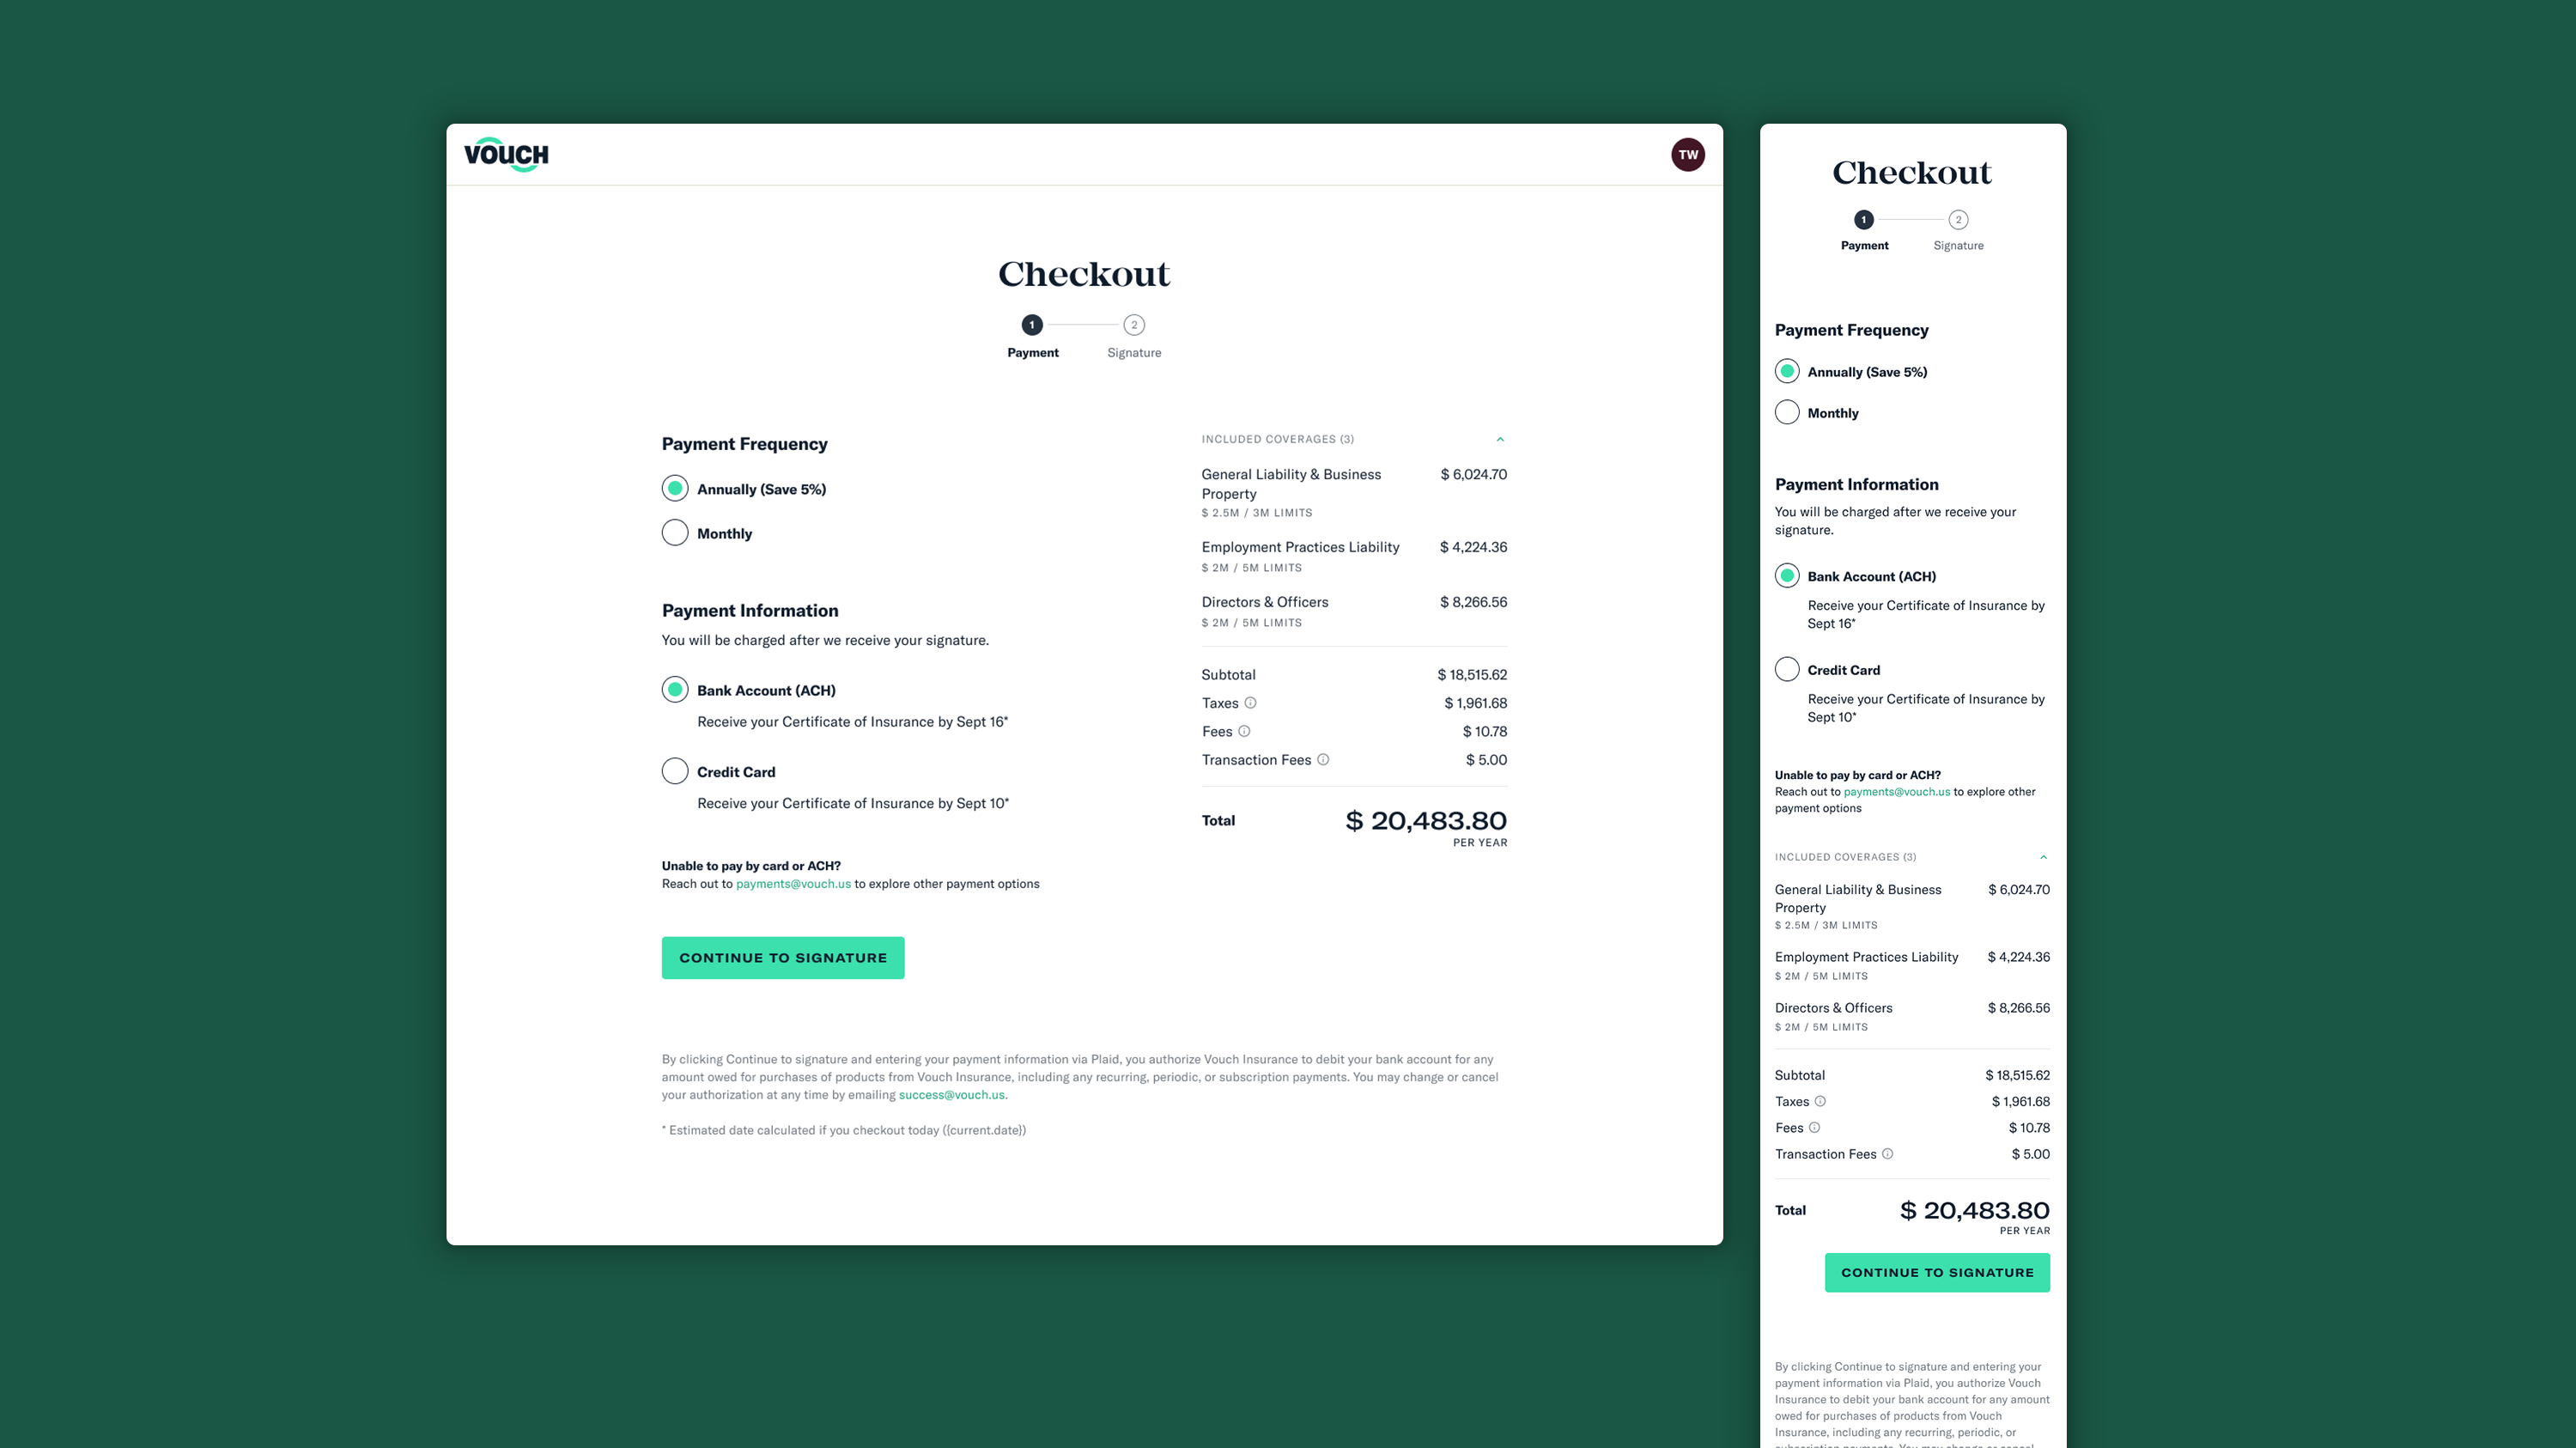 VOUCH
TW
Checkout
1
2
Payment
Signature
Payment Frequency
Annually (Save 5%)
Monthly
Payment Information
You will be charged after we receive your signature.
Bank Account (ACH)
Receive your Certificate of Insurance by Sept 16*
Credit Card
Receive your Certificate of Insurance by Sept 10*
Unable to pay by card or ACH?
Reach out to payments@vouch.us to explore other payment options
CONTINUE TO SIGNATURE
INCLUDED COVERAGES (3)
General Liability & Business $ 6,024.70
Property
$ 2.5M / 3M LIMITS
Employment Practices Liability $ 4,224.36
$ 2M / 5M LIMITS
Directors & Officers $ 8,266.56
$ 2M / 5M LIMITS
Subtotal $ 18,515.62
Taxes $ 1,961.68
Fees $ 10.78
Transaction Fees $ 5.00
Total $ 20,483.80
PER YEAR
By clicking Continue to signature and entering your payment information via Plaid, you authorize Vouch Insurance to debit your bank account for any
amount owed for purchases of products from Vouch Insurance, including any recurring, periodic, or subscription payments. You may change or cancel
your authorization at any time by emailing success@vouch.us.
* Estimated date calculated if you checkout today ({current.date})
Checkout
1
2
Payment
Signature
Payment Frequency
Annually (Save 5%)
Monthly
Payment Information
You will be charged after we receive your
signature.
Bank Account (ACH)
Receive your Certificate of Insurance by
Sept 16*
Credit Card
Receive your Certificate of Insurance by
Sept 10*
Unable to pay by card or ACH?
Reach out to payments@vouch.us to explore other
payment options
INCLUDED COVERAGES (3)
General Liability & Business $ 6,024.70
Property
$ 2.5M / 3M LIMITS
Employment Practices Liability $ 4,224.36
$ 2M / 5M LIMITS
Directors & Officers $ 8,266.56
$ 2M / 5M LIMITS
Subtotal $ 18,515.62
Taxes $ 1,961.68
Fees $ 10.78
Transaction Fees $ 5.00
Total $ 20,483.80
PER YEAR
CONTINUE TO SIGNATURE
By clicking Continue to signature and entering your
payment information via Plaid, you authorize Vouch
Insurance to debit your bank account for any amount
owed for purchases of products from Vouch
Insurance, including any recurring, periodic, or